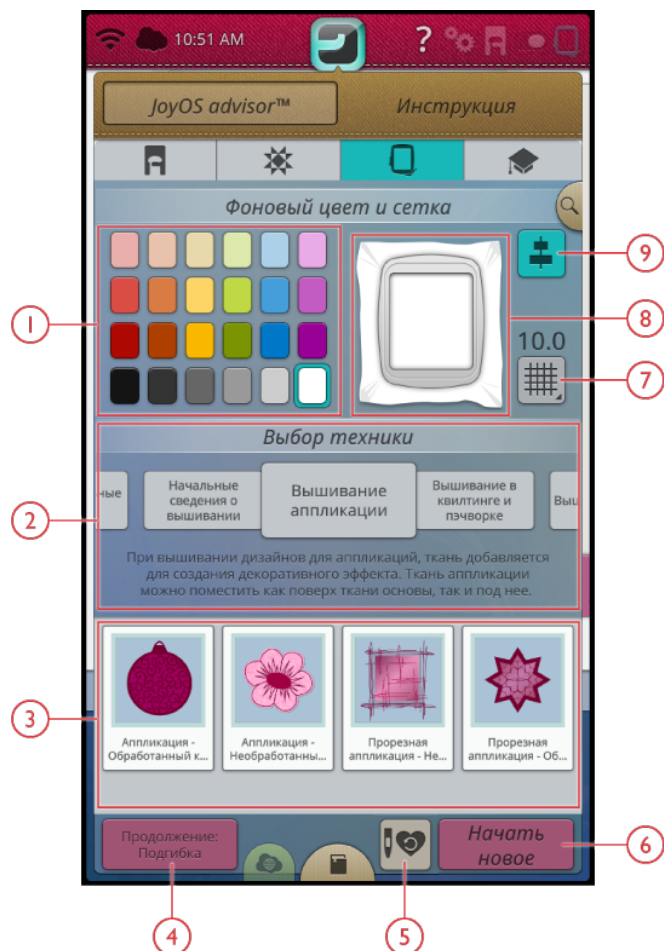 10:51 AM
?
JoyOS advisor™
Инструкция
Фоновый цвет и сетка
9
8
1
10.0
7
Выбор техники
ные
Начальные
сведения о
вышивании
Вышивание
аппликации
Вышивание в
квилтинге и
пэчворке
Выш
2
При вышивании дизайнов для аппликаций, ткань добавляется
для создания декоративного эффекта. Ткань аппликации
можно поместить как поверх ткани основы, так и под нее.
3
Аппликация -
Обработанный к...
Аппликация -
Необработанны...
Прорезная
аппликация - Не...
Прорезная
аппликация - Об...
Продолжение:
Подгибка
Начать
новое
6
4
5